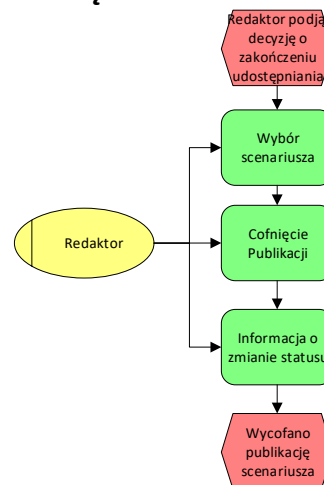 Redaktor podją
decyzję o
zakończeniu
udostępniania
Wybór
scenariusza
Redaktor
Cofnięcie
Publikacji
Informacja o
zmianie statusu
Wycofano
publikację
scenariusza